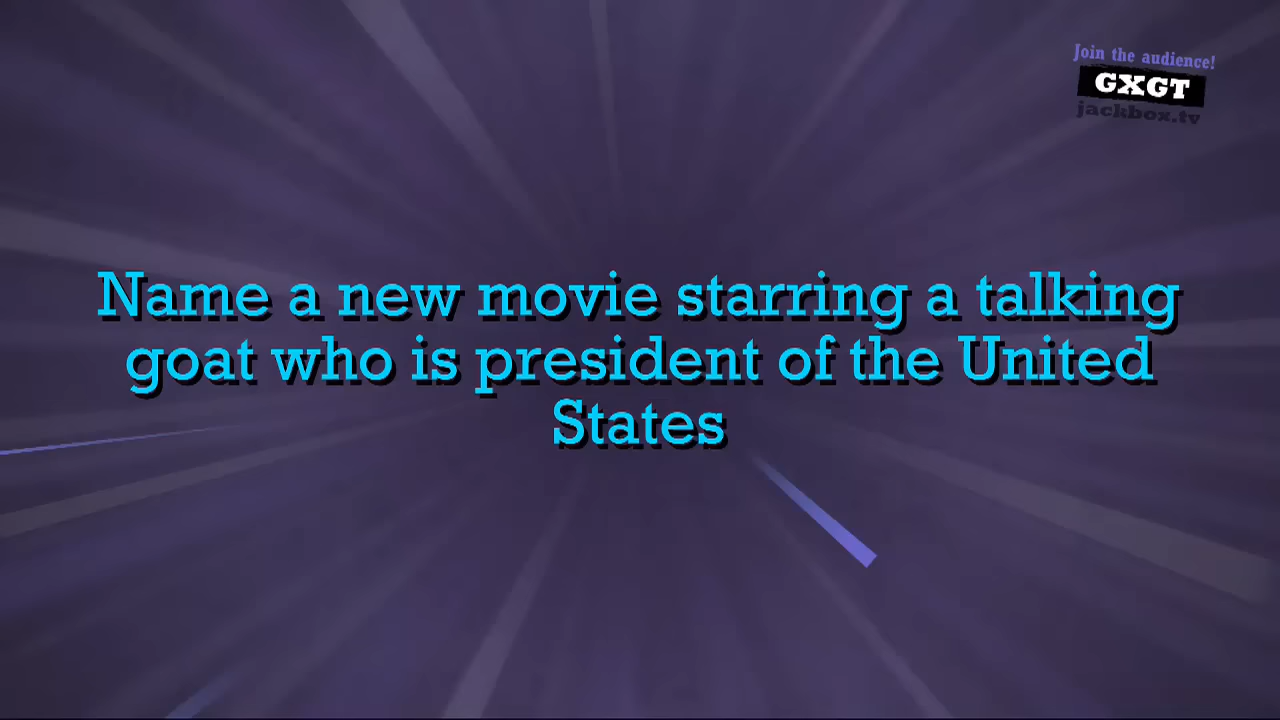 Join the audience!
GXGT
jackbox.tv
Name a new movie starring a talking
goat who is president of the United
States